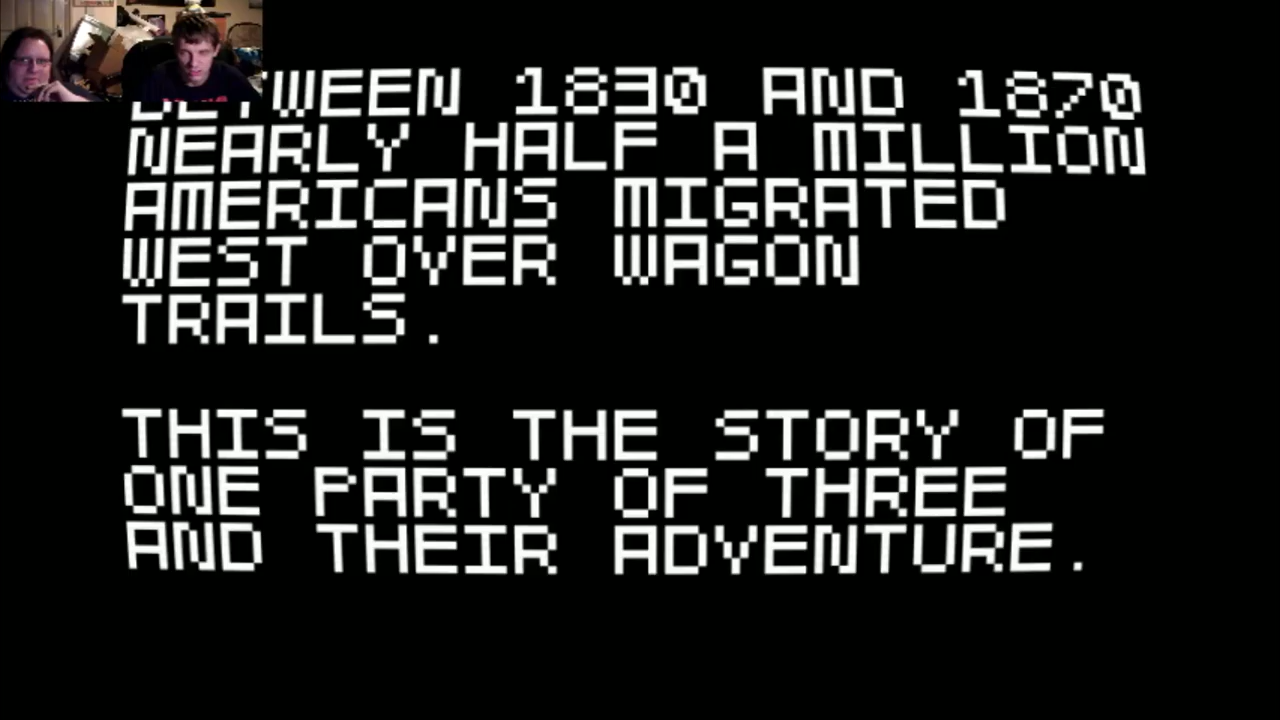 BETWEEN 1830 AND 1870
NEARLY HALF A MILLION
AMERICANS MIGRATED
WEST OVER WAGON
TRAILS.
THIS IS THE STORY OF
ONE PARTY OF THREE
AND THEIR ADVENTURE.